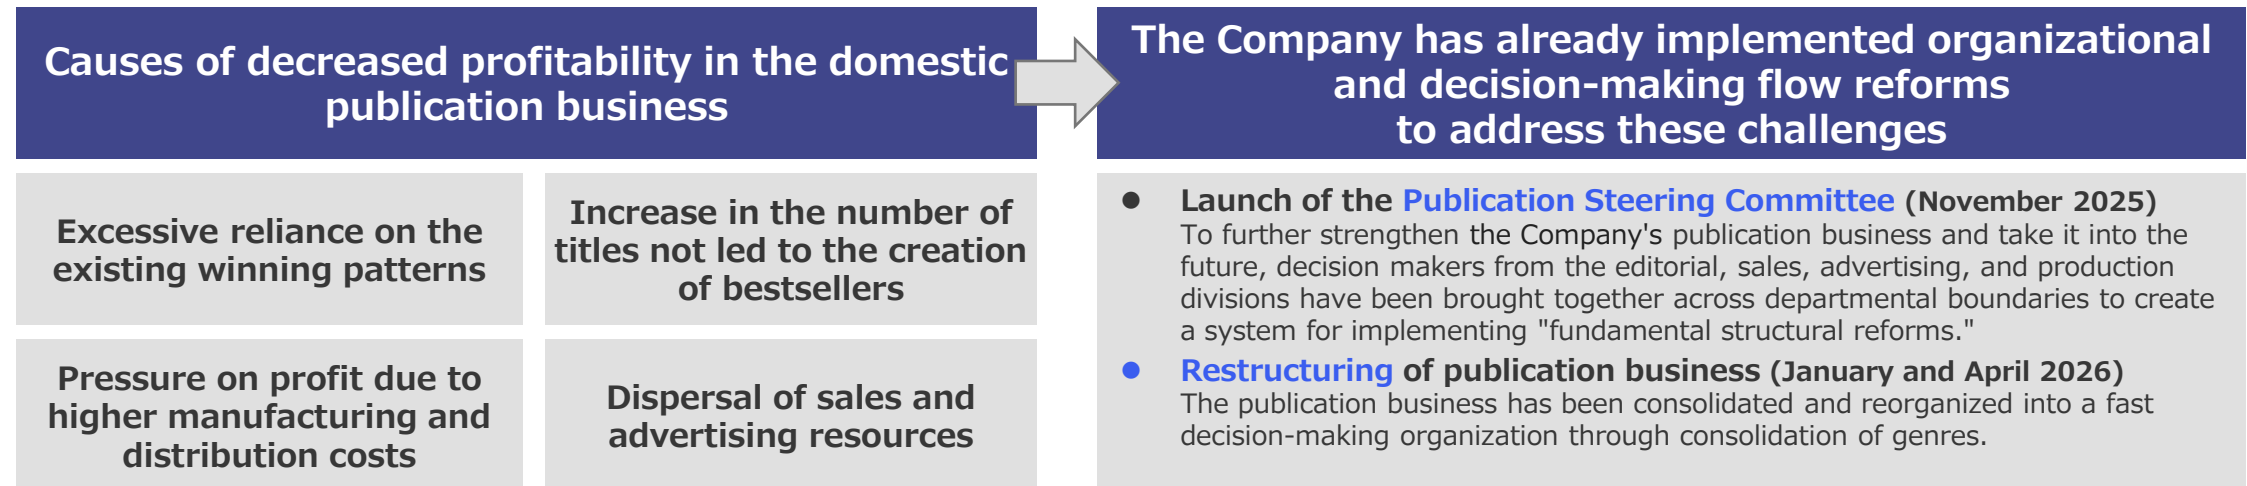 Causes of decreased profitability in the domestic
publication business
Excessive reliance on the
existing winning patterns
Increase in the number of
titles not led to the creation
of bestsellers
Pressure on profit due to
higher manufacturing and
distribution costs
Dispersal of sales and
advertising resources
The Company has already implemented organizational
and decision-making flow reforms
to address these challenges
● Launch of the Publication Steering Committee (November 2025)
To further strengthen the Company's publication business and take it into the
future, decision makers from the editorial, sales, advertising, and production
divisions have been brought together across departmental boundaries to create
a system for implementing "fundamental structural reforms."
● Restructuring of publication business (January and April 2026)
The publication business has been consolidated and reorganized into a fast
decision-making organization through consolidation of genres.